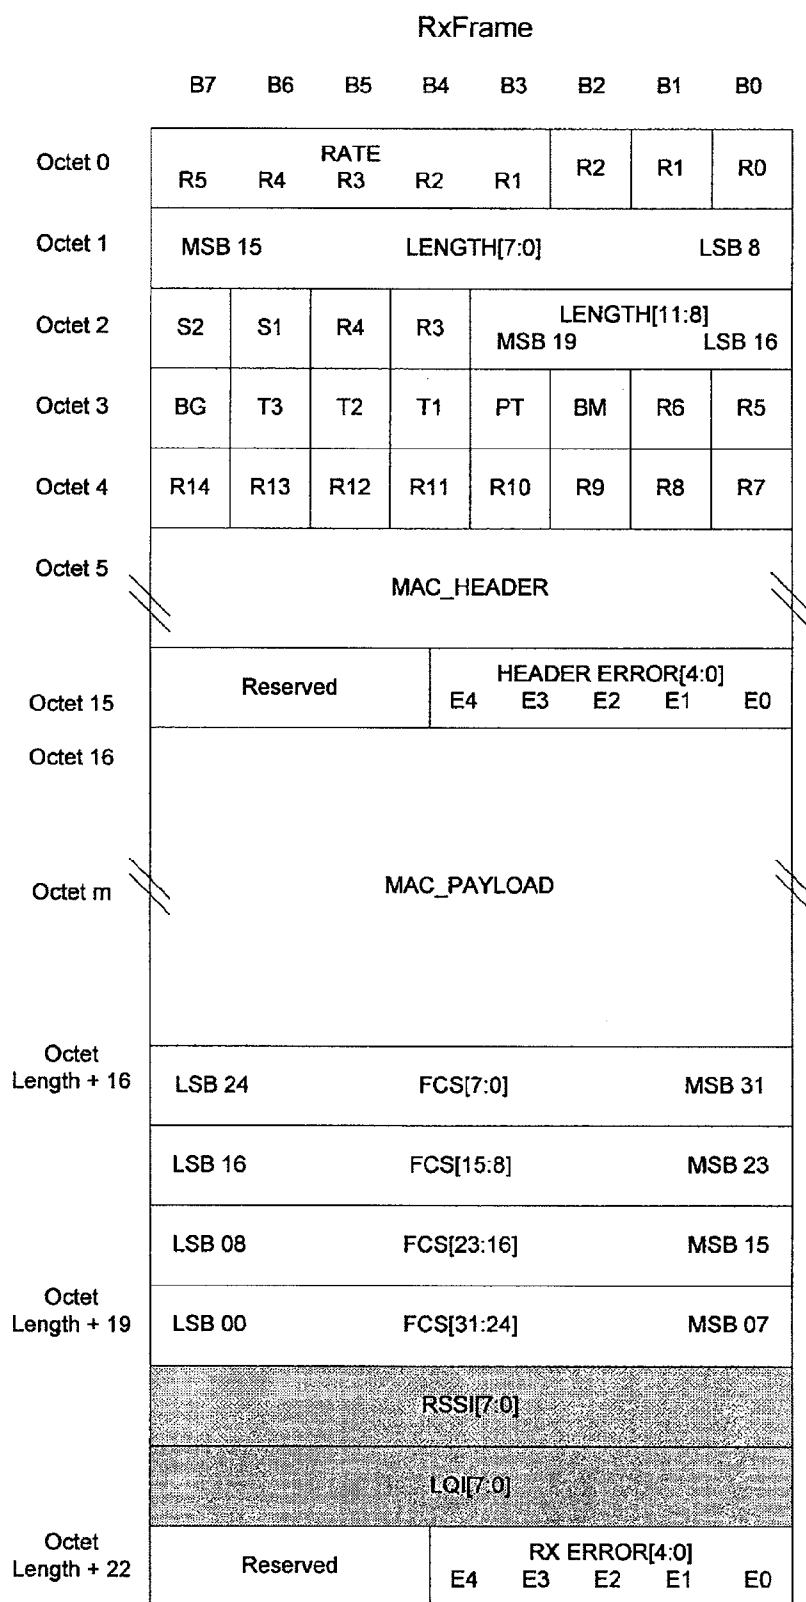 RxFrame
B7 B6 B5 B4 B3 B2 B1 B0
Octet 0 RATE R2 R1 R0
R5 R4 R3 R2 R1
Octet 1 MSB 15 LENGTH[7:0] LSB 8
Octet 2 S2 S1 R4 R3 LENGTH[11:8]
MSB 19 LSB 16
Octet 3 BG T3 T2 T1 PT BM R6 R5
Octet 4 R14 R13 R12 R11 R10 R9 R8 R7
Octet 5
MAC_HEADER
Reserved HEADER ERROR[4:0]
Octet 15 E4 E3 E2 E1 E0
Octet 16
Octet m MAC_PAYLOAD
Octet
Length + 16 LSB 24 FCS[7:0] MSB 31
LSB 16 FCS[15:8] MSB 23
LSB 08 FCS[23:16] MSB 15
Octet
Length + 19 LSB 00 FCS[31:24] MSB 07
RSSI[7:0]
LQI[7:0]
Octet
Length + 22 Reserved RX ERROR[4:0]
E4 E3 E2 E1 E0